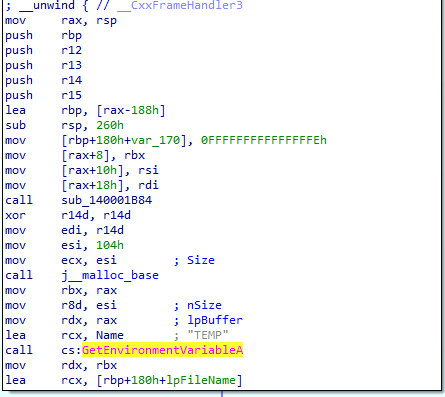 ; __unwind { // __CxxFrameHandler3
mov rax, rsp
push rbp
push r12
push r13
push r14
push r15
lea rbp, [rax-188h]
sub rsp, 260h
mov [rbp+180h+var_170], 0FFFFFFFFFFFFFFFEh
mov [rax+8], rbx
mov [rax+10h], rsi
mov [rax+18h], rdi
call sub_140001B84
xor r14d, r14d
mov edi, r14d
mov esi, 104h
mov ecx, esi ; Size
call j__malloc_base
mov rbx, rax
mov r8d, esi ; nSize
mov rdx, rax ; lpBuffer
lea rcx, Name ; "TEMP"
call cs:GetEnvironmentVariableA
mov rdx, rbx
lea rcx, [rbp+180h+lpFileName]